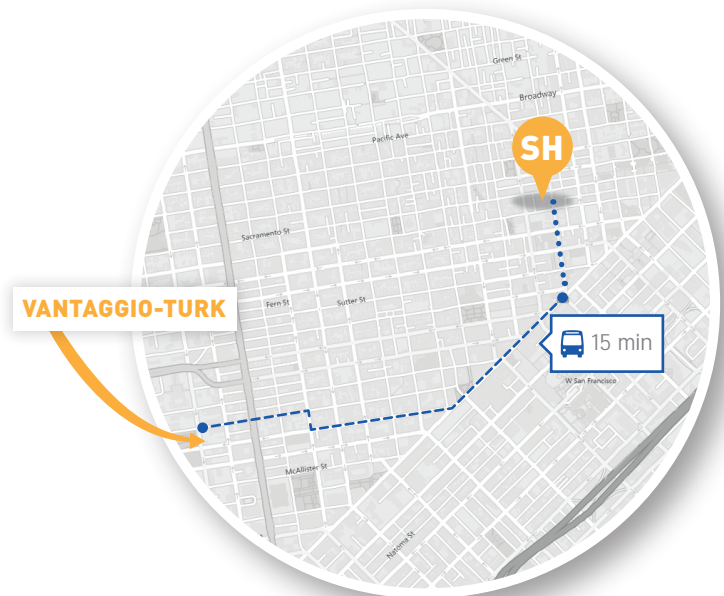 Green St
Broadway
Pacific Ave
SH
Sacramento St
VANTAGGIO-TURK
Fern St
Sutter St
15 min
W San Francisco
McAllister St
Natoma St